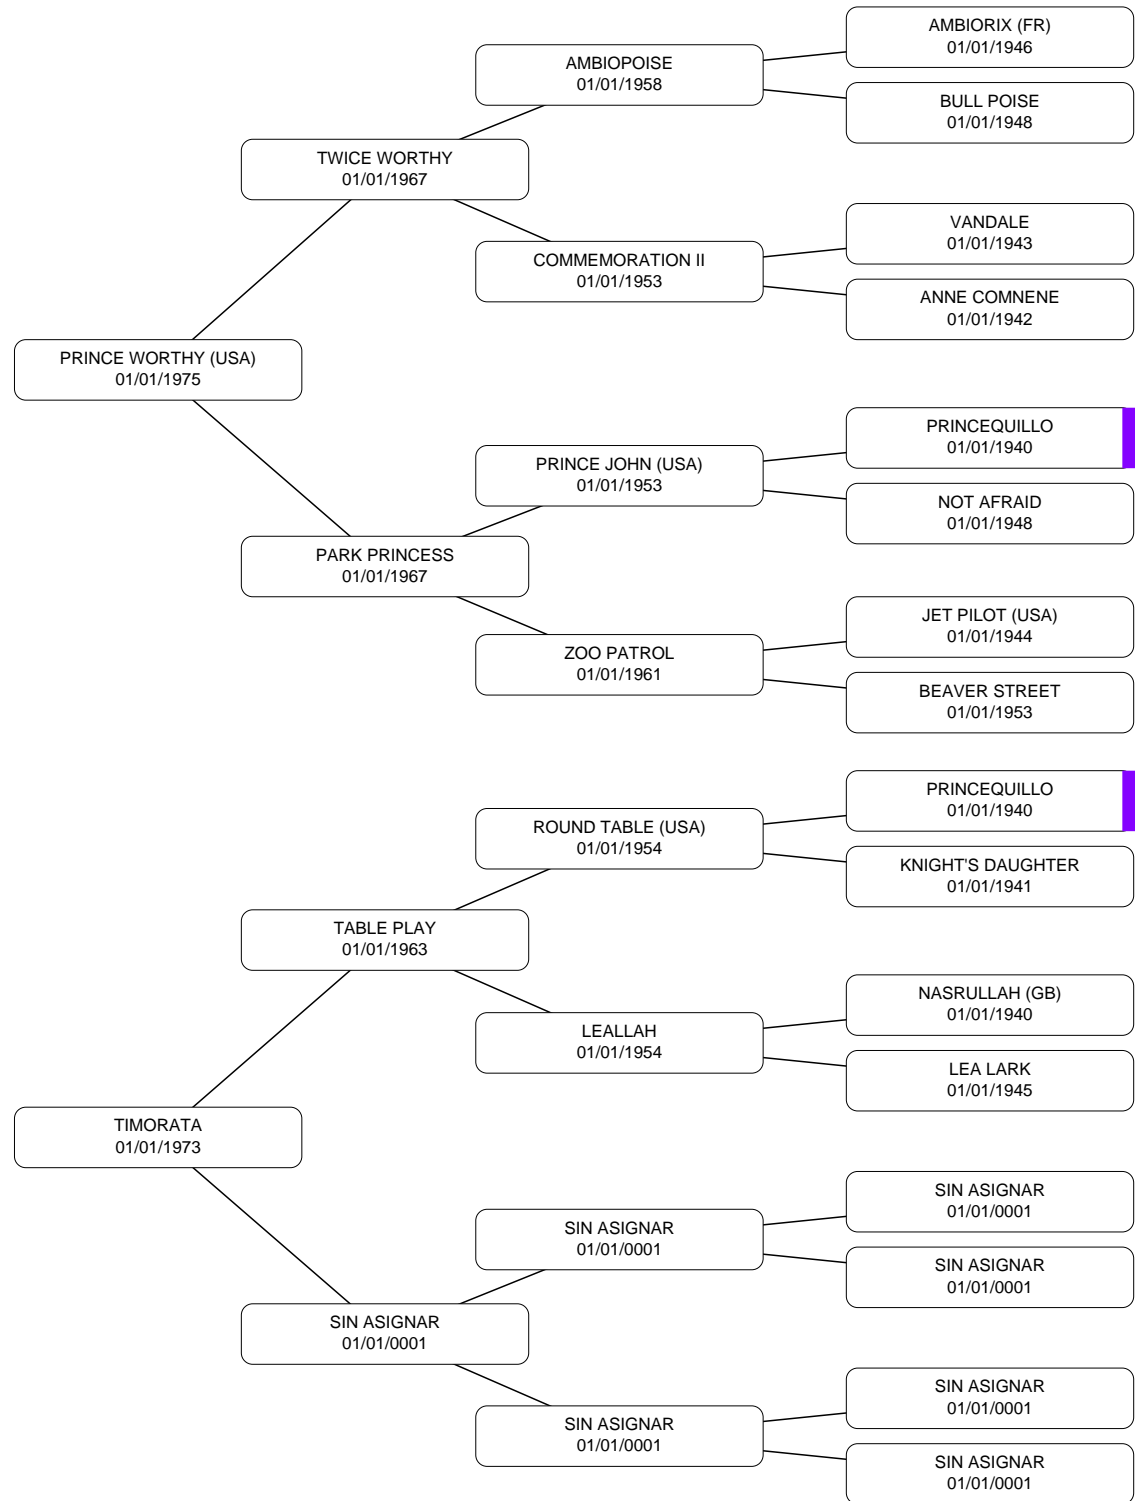 AMBIORIX (FR)
01/01/1946
AMBIOPOISE
01/01/1958
BULL POISE
01/01/1948
TWICE WORTHY
01/01/1967
VANDALE
01/01/1943
COMMEMORATION II
01/01/1953
ANNE COMNENE
01/01/1942
PRINCE WORTHY (USA)
01/01/1975
PRINCEQUILLO
01/01/1940
PRINCE JOHN (USA)
01/01/1953
NOT AFRAID
01/01/1948
PARK PRINCESS
01/01/1967
JET PILOT (USA)
01/01/1944
ZOO PATROL
01/01/1961
BEAVER STREET
01/01/1953
PRINCEQUILLO
01/01/1940
ROUND TABLE (USA)
01/01/1954
KNIGHT'S DAUGHTER
01/01/1941
TABLE PLAY
01/01/1963
NASRULLAH (GB)
01/01/1940
LEALLAH
01/01/1954
LEA LARK
01/01/1945
TIMORATA
01/01/1973
SIN ASIGNAR
01/01/0001
SIN ASIGNAR
01/01/0001
SIN ASIGNAR
01/01/0001
SIN ASIGNAR
01/01/0001
SIN ASIGNAR
01/01/0001
SIN ASIGNAR
01/01/0001
SIN ASIGNAR
01/01/0001